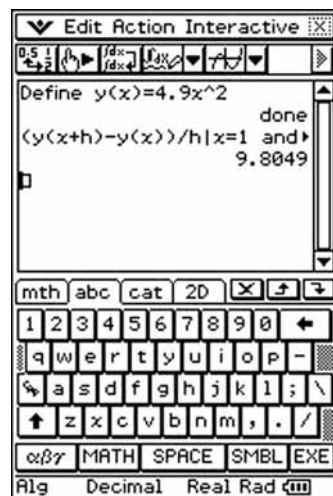 Edit Action Interactive
Define y(x)=4.9x^2
done
(y(x+h)-y(x))/h|x=1 and
9.8049
mth abc cat 2D
1 2 3 4 5 6 7 8 9 0
q w e r t y u i o p -
a s d f g h j k l ; \
z x c v b n m , . /
αβγ MATH SPACE SMBL EXE
Alg Decimal Real Rad